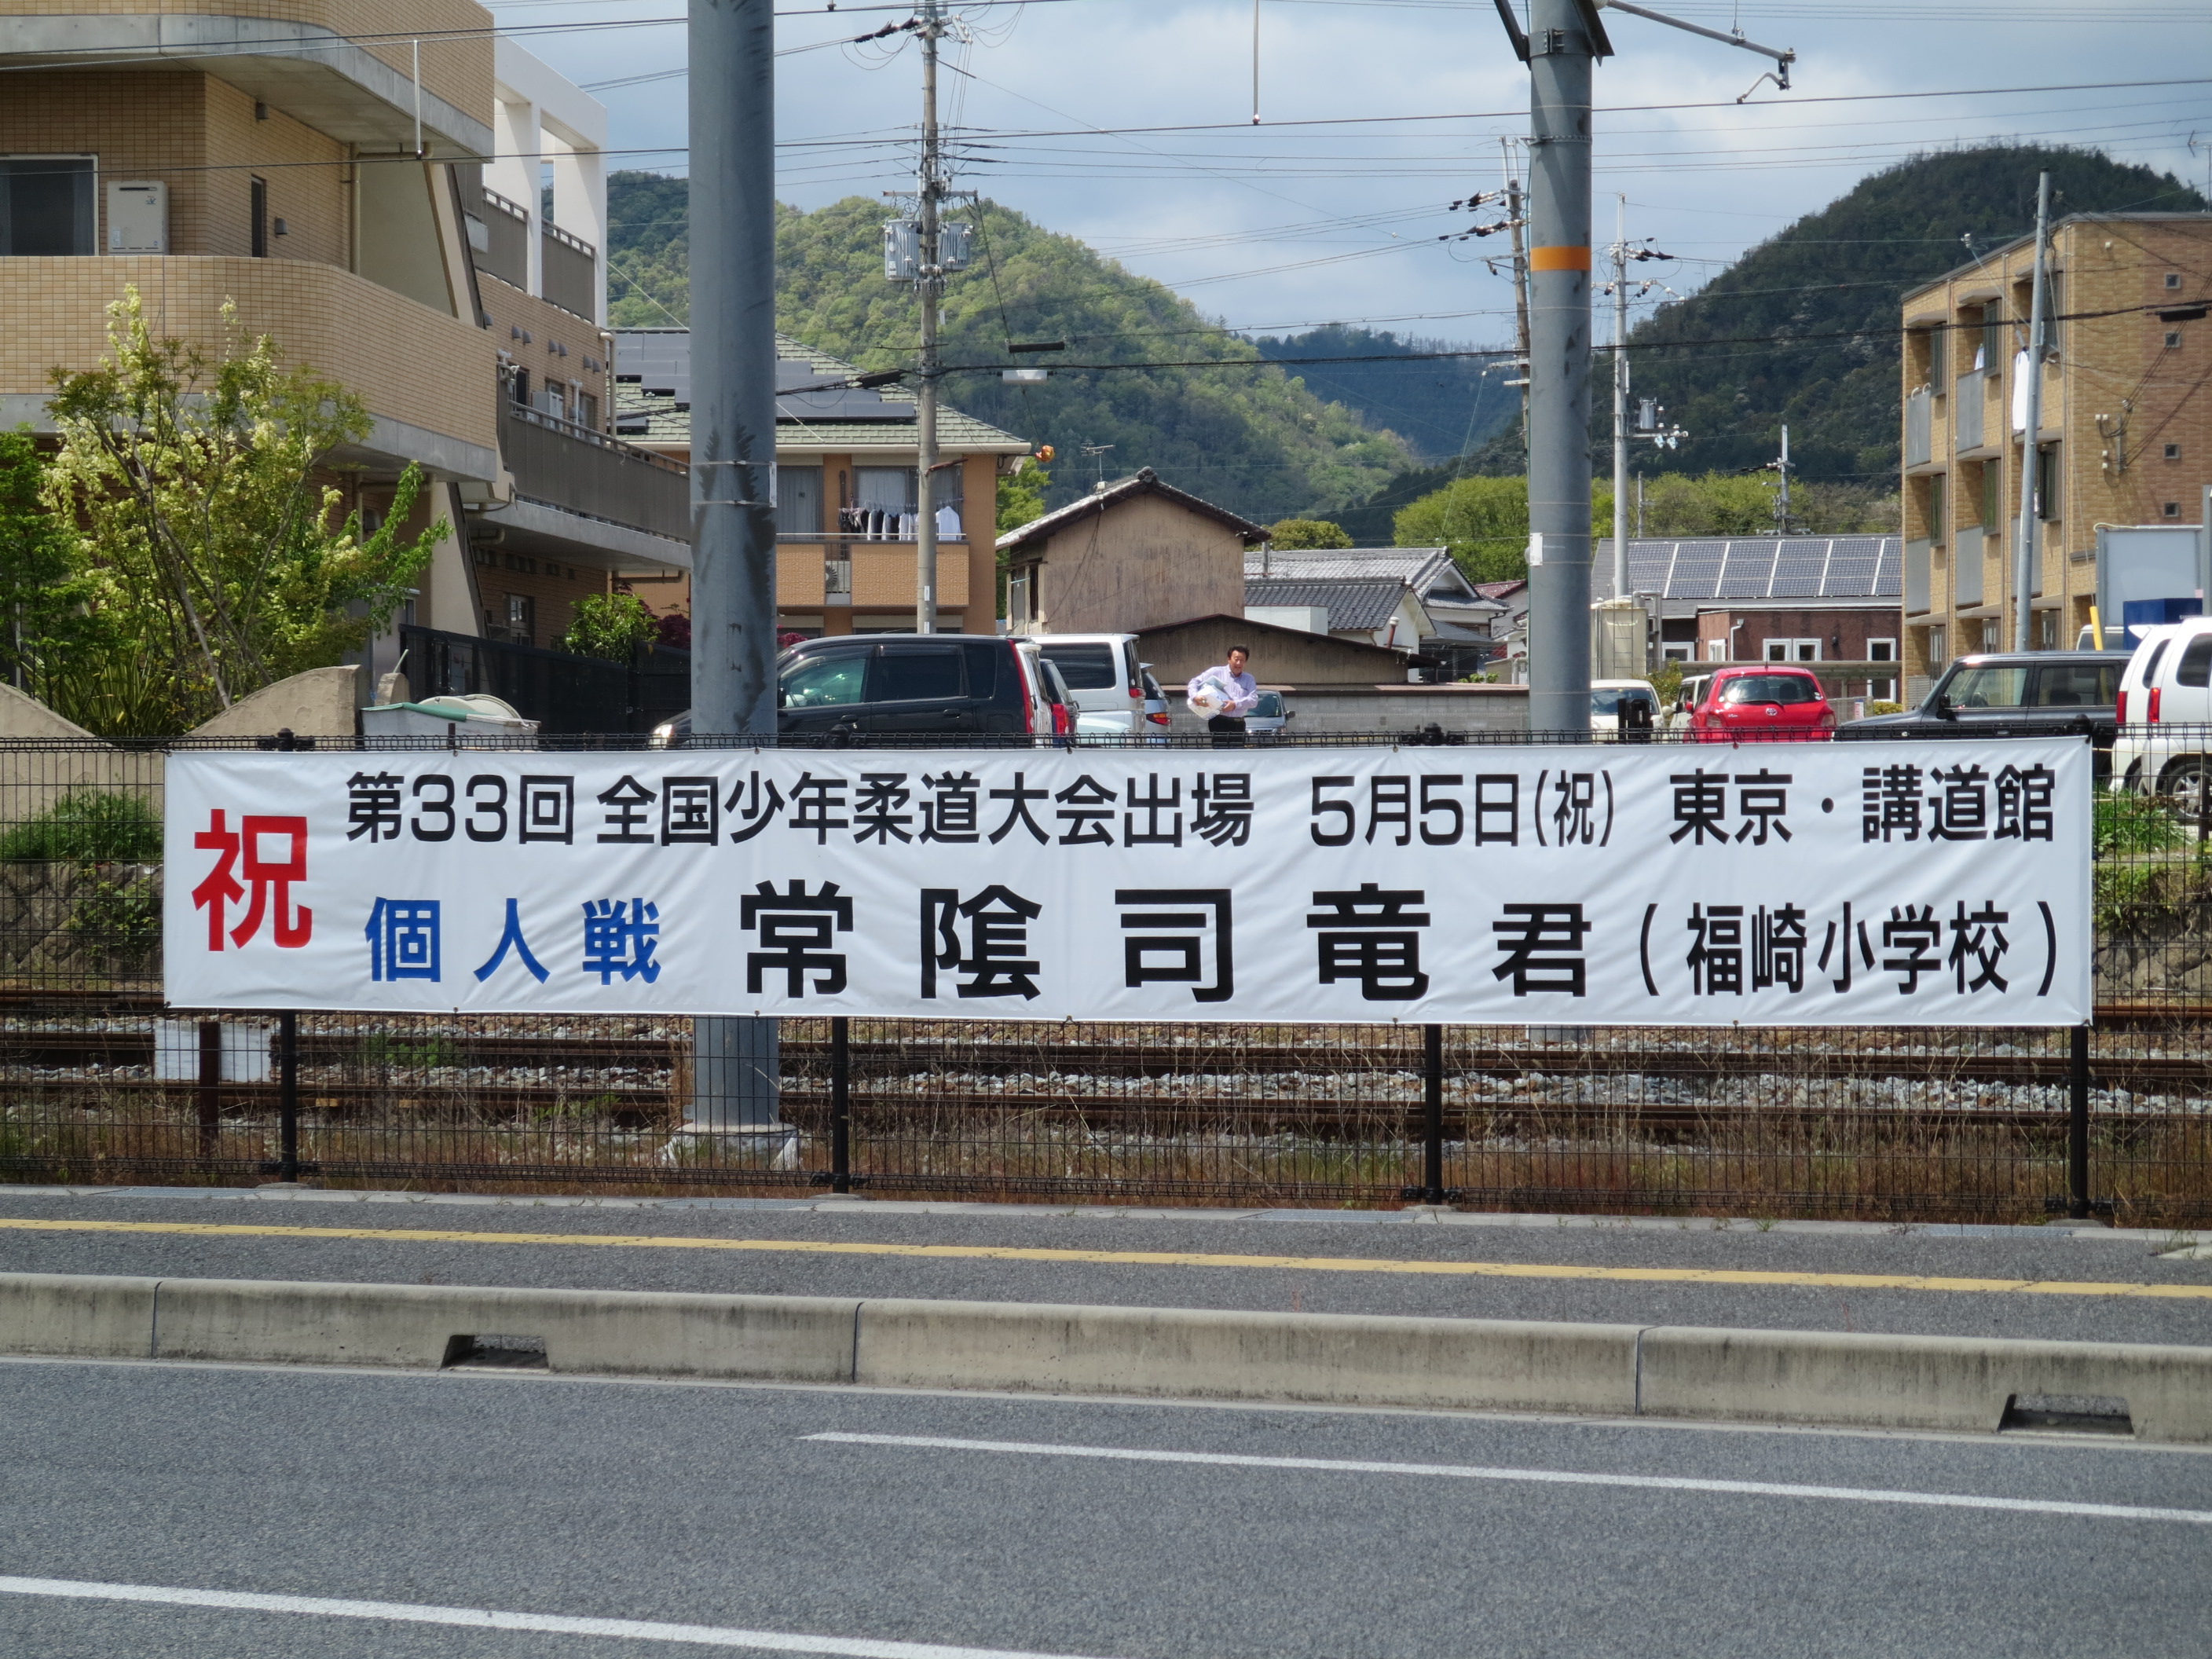 祝
第33回 全国少年柔道大会出場 5月5日(祝) 東京・講道館
個人戦 常陰司竜君(福崎小学校)